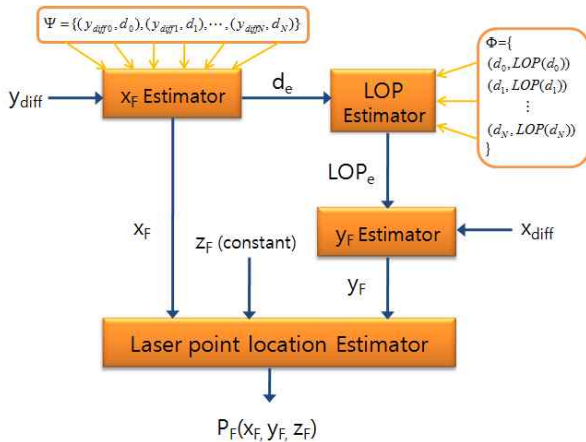 Ψ = {(y_diff0, d_0), (y_diff1, d_1), ⋯, (y_diffN, d_N)}
Φ={
(d_0, LOP(d_0))
(d_1, LOP(d_1))
⋮
(d_N, LOP(d_N))
}
y_diff
x_F Estimator
d_e
LOP
Estimator
LOP_e
x_F
z_F (constant)
y_F Estimator
x_diff
y_F
Laser point location Estimator
P_F(x_F, y_F, z_F)